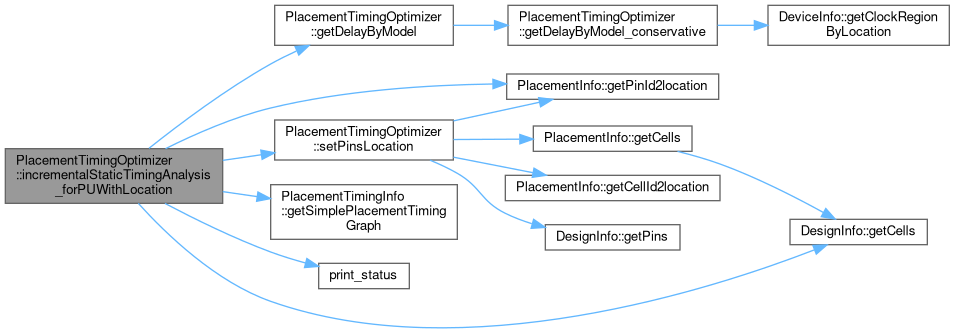 PlacementTimingOptimizer
::incrementalStaticTimingAnalysis
_forPUWithLocation
PlacementTimingOptimizer
::getDelayByModel
PlacementTimingOptimizer
::getDelayByModel_conservative
DeviceInfo::getClockRegion
ByLocation
PlacementInfo::getPinId2location
PlacementTimingOptimizer
::setPinsLocation
PlacementInfo::getCells
PlacementInfo::getCellId2location
PlacementTimingInfo
::getSimplePlacementTiming
Graph
DesignInfo::getPins
DesignInfo::getCells
print_status